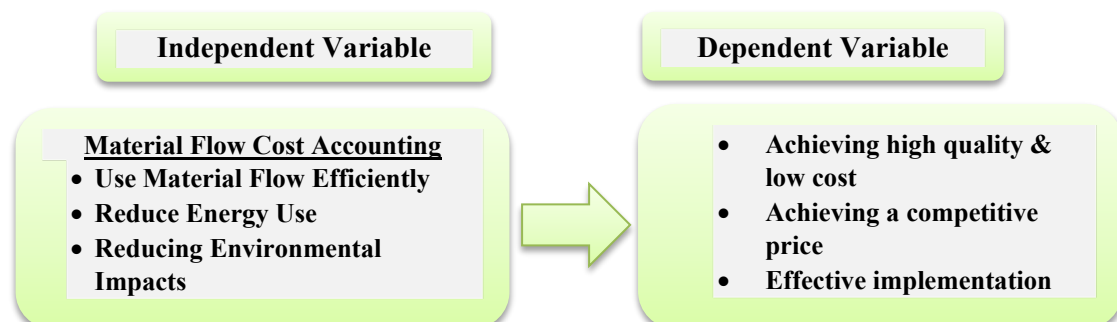 Independent Variable
Dependent Variable
Material Flow Cost Accounting
• Use Material Flow Efficiently
• Reduce Energy Use
• Reducing Environmental
Impacts
• Achieving high quality &
low cost
• Achieving a competitive
price
• Effective implementation